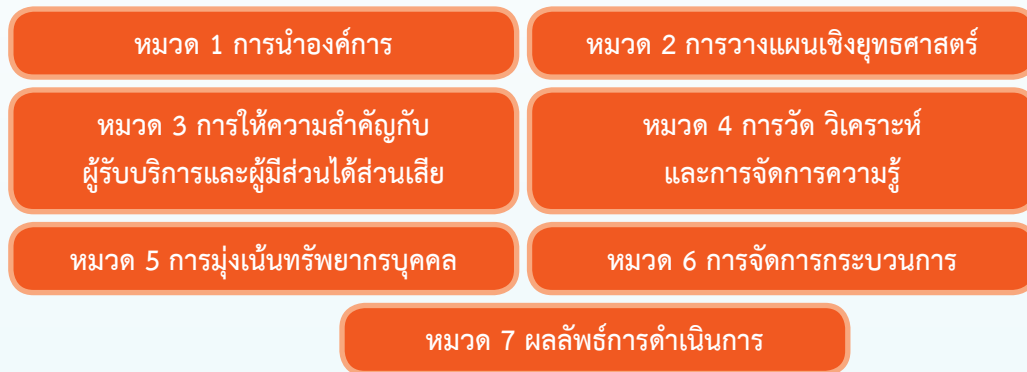 หมวด 1 การนำองค์การ
หมวด 2 การวางแผนเชิงยุทธศาสตร์
หมวด 3 การให้ความสำคัญกับ
ผู้รับบริการและผู้มีส่วนได้ส่วนเสีย
หมวด 4 การวัด วิเคราะห์
และการจัดการความรู้
หมวด 5 การมุ่งเน้นทรัพยากรบุคคล
หมวด 6 การจัดการกระบวนการ
หมวด 7 ผลลัพธ์การดำเนินการ